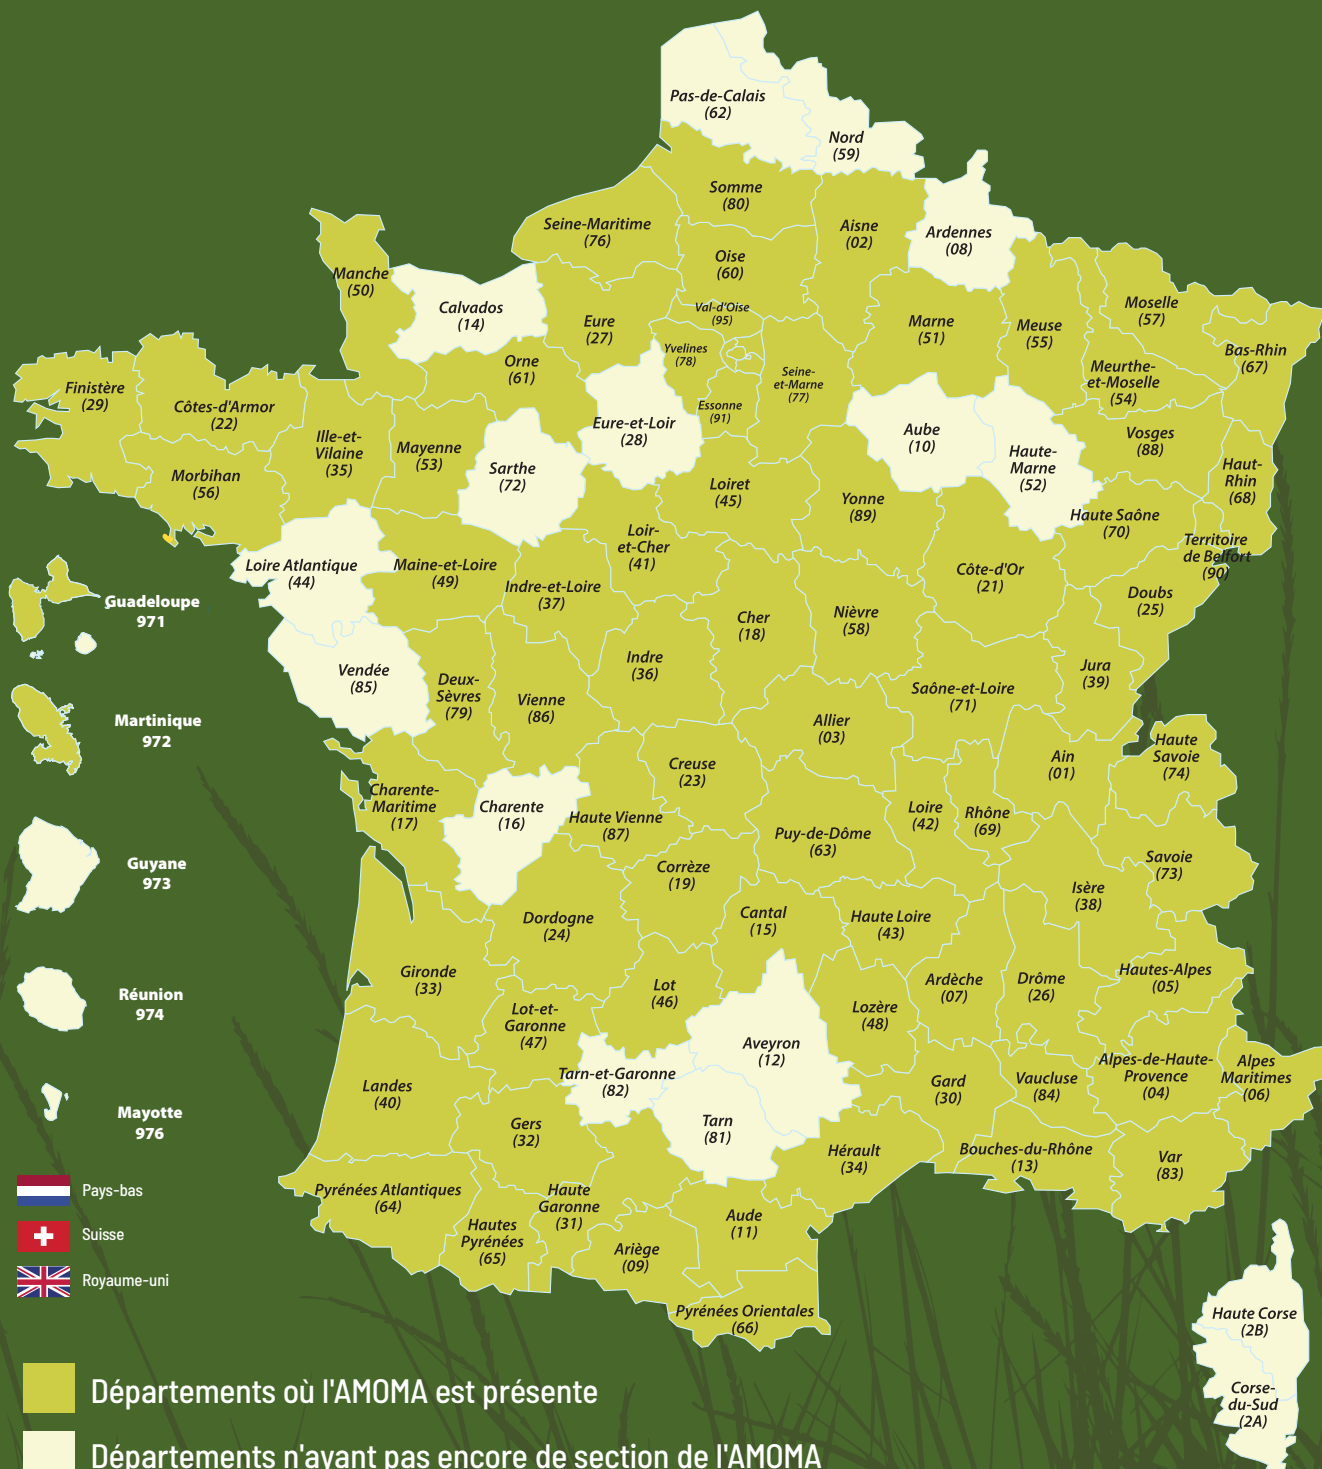 Pas-de-Calais
(62)
Nord
(59)
Somme
(80)
Seine-Maritime
(76)
Aisne
(02)
Ardennes
(08)
Oise
(60)
Manche
(50)
Calvados
(14)
Val-d'Oise
(95)
Eure
(27)
Marne
(51)
Meuse
(55)
Moselle
(57)
Bas-Rhin
(67)
Yvelines
(78)
Orne
(61)
Seine-
et-Marne
(77)
Meurthe-
et-Moselle
(54)
Finistère
(29)
Côtes-d'Armor
(22)
Essonne
(91)
Eure-et-Loir
(28)
Aube
(10)
Vosges
(88)
Ille-et-
Vilaine
(35)
Mayenne
(53)
Sarthe
(72)
Haute-
Marne
(52)
Haut-
Rhin
(68)
Morbihan
(56)
Loiret
(45)
Yonne
(89)
Haute Saône
(70)
Loir-
et-Cher
(41)
Territoire
de Belfort
(90)
Loire Atlantique
(44)
Maine-et-Loire
(49)
Indre-et-Loire
(37)
Côte-d'Or
(21)
Doubs
(25)
Guadeloupe
971
Cher
(18)
Nièvre
(58)
Vendée
(85)
Indre
(36)
Jura
(39)
Deux-
Sèvres
(79)
Vienne
(86)
Saône-et-Loire
(71)
Martinique
972
Allier
(03)
Creuse
(23)
Ain
(01)
Haute
Savoie
(74)
Charente-
Maritime
(17)
Charente
(16)
Haute Vienne
(87)
Loire
(42)
Rhône
(69)
Puy-de-Dôme
(63)
Guyane
973
Corrèze
(19)
Savoie
(73)
Isère
(38)
Dordogne
(24)
Cantal
(15)
Haute Loire
(43)
Gironde
(33)
Lot
(46)
Ardèche
(07)
Drôme
(26)
Hautes-Alpes
(05)
Réunion
974
Lot-et-
Garonne
(47)
Lozère
(48)
Aveyron
(12)
Tarn-et-Garonne
(82)
Landes
(40)
Gard
(30)
Vaucluse
(84)
Alpes-de-Haute-
Provence
(04)
Alpes
Maritimes
(06)
Mayotte
976
Gers
(32)
Tarn
(81)
Hérault
(34)
Bouches-du-Rhône
(13)
Var
(83)
Pays-bas
Pyrénées Atlantiques
(64)
Haute
Garonne
(31)
Suisse
Hautes
Pyrénées
(65)
Ariège
(09)
Aude
(11)
Royaume-uni
Pyrénées Orientales
(66)
Haute Corse
(2B)
Corse-
du-Sud
(2A)
Départements où l'AMOMA est présente
Départements n'ayant pas encore de section de l'AMOMA